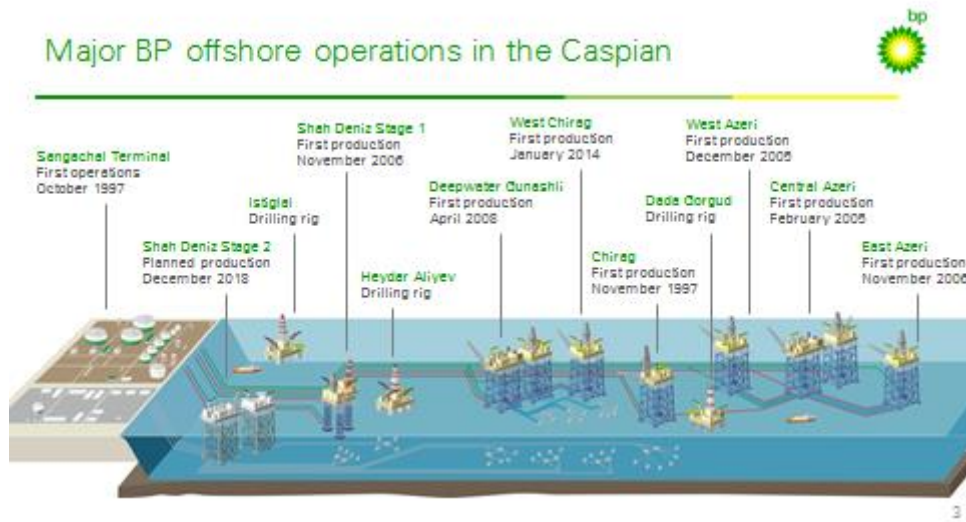 bp
Major BP offshore operations in the Caspian
Sangachal Terminal
First operations
October 1997
Shah Deniz Stage 2
Planned production
December 2018
Istiglal
Drilling rig
Shah Deniz Stage 1
First production
November 2006
Heydar Aliyev
Drilling rig
Deepwater Gunashli
First production
April 2008
West Chirag
First production
January 2014
Chirag
First production
November 1997
Dada Gorgud
Drilling rig
West Azeri
First production
December 2005
Central Azeri
First production
February 2005
East Azeri
First production
November 2006
3